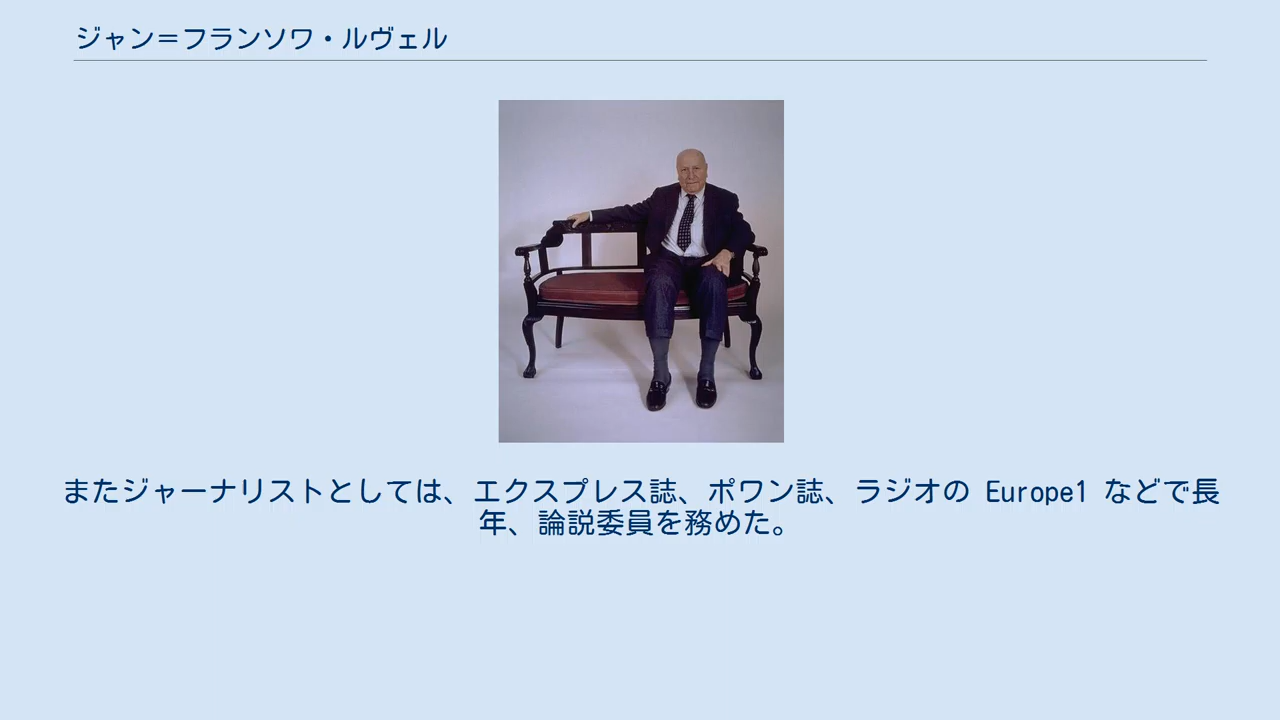 ジャン＝フランソワ・ルヴェル
またジャーナリストとしては、エクスプレス誌、ポワン誌、ラジオの Europe1 などで長
年、論説委員を務めた。